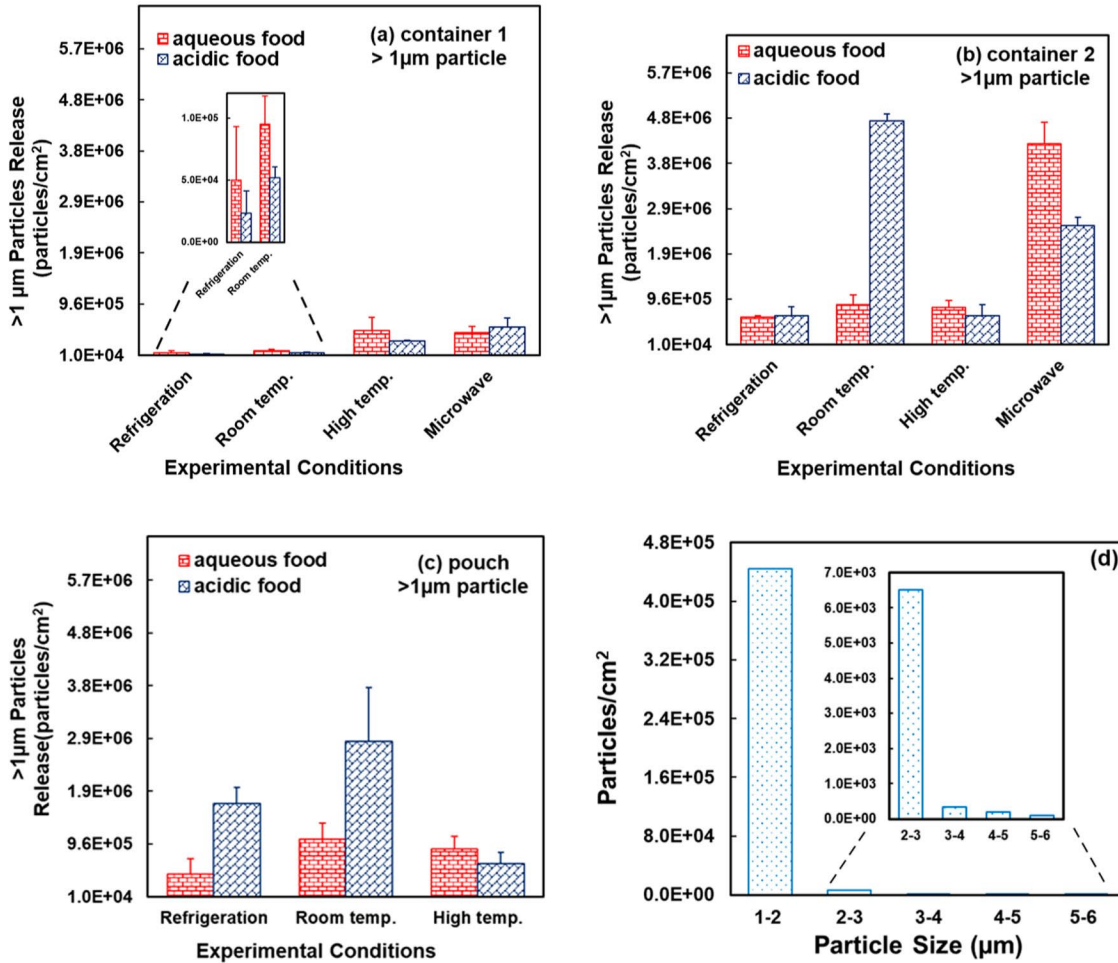 5.7E+06
4.8E+06
3.8E+06
2.9E+06
1.9E+06
9.6E+05
1.0E+04
>1 µm Particles Release
(particles/cm²)
aqueous food
acidic food
(a) container 1
> 1µm particle
1.0E+05
5.0E+04
0.0E+00
Refrigeration
Room temp.
Refrigeration
Room temp.
High temp.
Microwave
Experimental Conditions
5.7E+06
4.8E+06
3.8E+06
2.9E+06
1.9E+06
9.6E+05
1.0E+04
>1µm Particles Release
(particles/cm²)
aqueous food
acidic food
(b) container 2
>1µm particle
Refrigeration
Room temp.
High temp.
Microwave
Experimental Conditions
5.7E+06
4.8E+06
3.8E+06
2.9E+06
1.9E+06
9.6E+05
1.0E+04
>1µm Particles
Release(particles/cm²)
aqueous food
acidic food
(c) pouch
>1µm particle
Refrigeration
Room temp.
High temp.
Experimental Conditions
4.8E+05
4.0E+05
3.2E+05
2.4E+05
1.6E+05
8.0E+04
0.0E+00
Particles/cm²
(d)
7.0E+03
6.0E+03
5.0E+03
4.0E+03
3.0E+03
2.0E+03
1.0E+03
0.0E+00
2-3
3-4
4-5
5-6
1-2
2-3
3-4
4-5
5-6
Particle Size (µm)